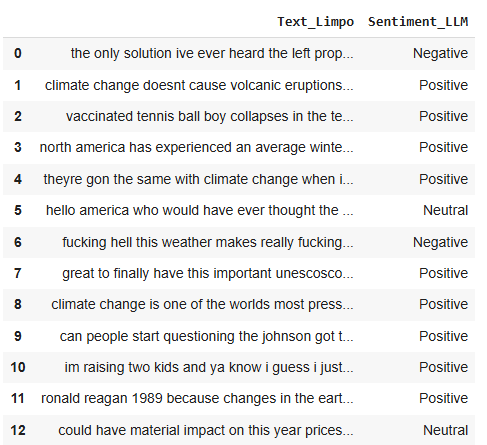 Text_Limpo Sentiment_LLM
0 the only solution ive ever heard the left prop... Negative
1 climate change doesnt cause volcanic eruptions... Positive
2 vaccinated tennis ball boy collapses in the te... Positive
3 north america has experienced an average winte... Positive
4 theyre gon the same with climate change when i... Positive
5 hello america who would have ever thought the ... Neutral
6 fucking hell this weather makes really fucking... Negative
7 great to finally have this important unescosco... Positive
8 climate change is one of the worlds most press... Positive
9 can people start questioning the johnson got t... Positive
10 im raising two kids and ya know i guess i just... Positive
11 ronald reagan 1989 because changes in the eart... Positive
12 could have material impact on this year prices... Neutral